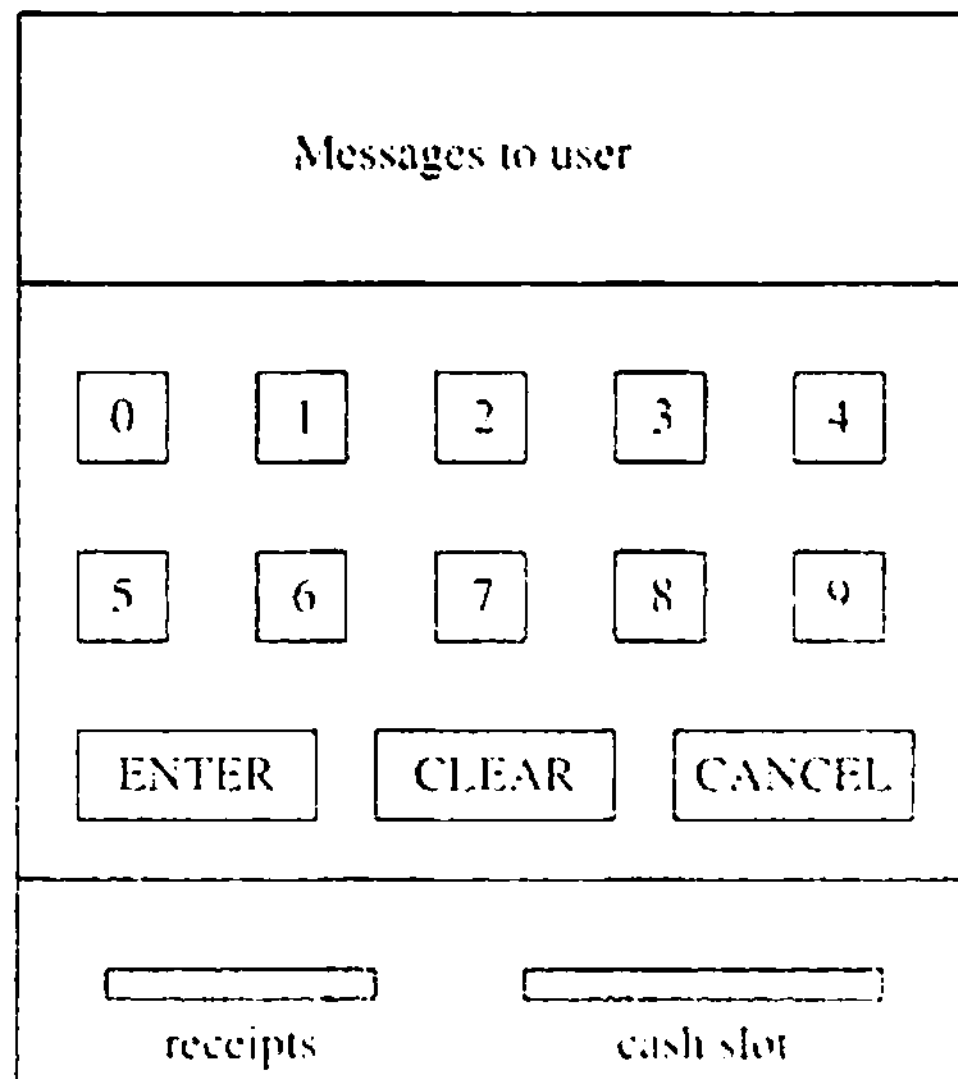 Messages to user
0 1 2 3 4
5 6 7 8 9
ENTER CLEAR CANCEL
receipts cash slot